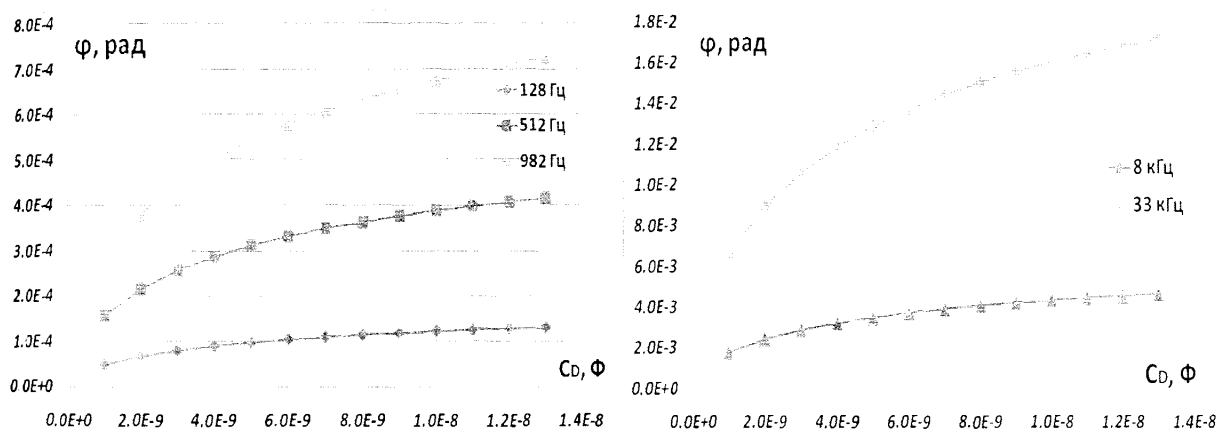 8.0E-4
φ, рад
7.0E-4
128 Гц
6.0E-4
512 Гц
5.0E-4
982 Гц
4.0E-4
3.0E-4
2.0E-4
1.0E-4
CD, Ф
0.0E+0
0.0E+0 2.0E-9 4.0E-9 6.0E-9 8.0E-9 1.0E-8 1.2E-8 1.4E-8
1.8E-2
φ, рад
1.6E-2
1.4E-2
1.2E-2
8 кГц
1.0E-2
33 кГц
8.0E-3
6.0E-3
4.0E-3
2.0E-3
CD, Ф
0.0E+0
0.0E+0 2.0E-9 4.0E-9 6.0E-9 8.0E-9 1.0E-8 1.2E-8 1.4E-8